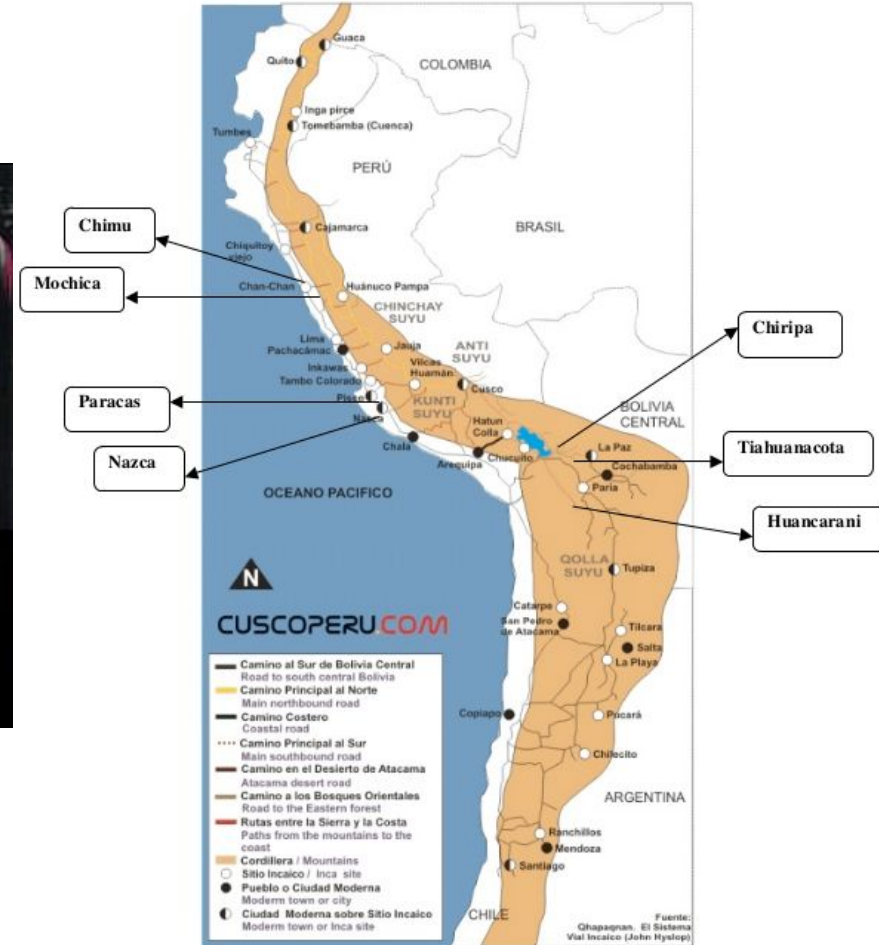 Guaca
Quito
COLOMBIA
Inga pirce
Tomebamba (Cuenca)
Tumbes
PERÚ
Chimu
Cajamarca
BRASIL
Chiquitoy
viejo
Mochica
Chan-Chan
Huánuco Pampa
CHINCHAY
SUYU
Chiripa
Lima
Pachacámac
Jauja
ANTI
SUYU
Inkawas
Vilcas
Huamán
Tambo Colorado
Cusco
Paracas
Pisco
KUNTI
SUYU
BOLIVIA
CENTRAL
Nasca
Hatun
Colla
Nazca
Chala
La Paz
Tiahuanacota
Arequipa
Chucuito
Cochabamba
Paria
OCEANO PACIFICO
Huancarani
QOLLA
SUYU
Tupiza
N
Catarpe
CUSCOPERU.COM
San Pedro
de Atacama
Tilcara
Salta
La Playa
Camino al Sur de Bolivia Central
Road to south central Bolivia
Camino Principal al Norte
Main northbound road
Camino Costero
Coastal road
Camino Principal al Sur
Main southbound road
Camino en el Desierto de Atacama
Atacama desert road
Camino a los Bosques Orientales
Road to the Eastern forest
Rutas entre la Sierra y la Costa
Paths from the mountains to the
coast
Cordillera / Mountains
Sitio Incaico / Inca site
Pueblo o Ciudad Moderna
Moderm town or city
Ciudad Moderna sobre Sitio Incaico
Moderm town or Inca site
Copiapo
Pucará
Chilecito
ARGENTINA
Ranchillos
Mendoza
Santiago
CHILE
Fuente:
Qhapaqnan. El Sistema
Vial Incaico (John Hyslop)